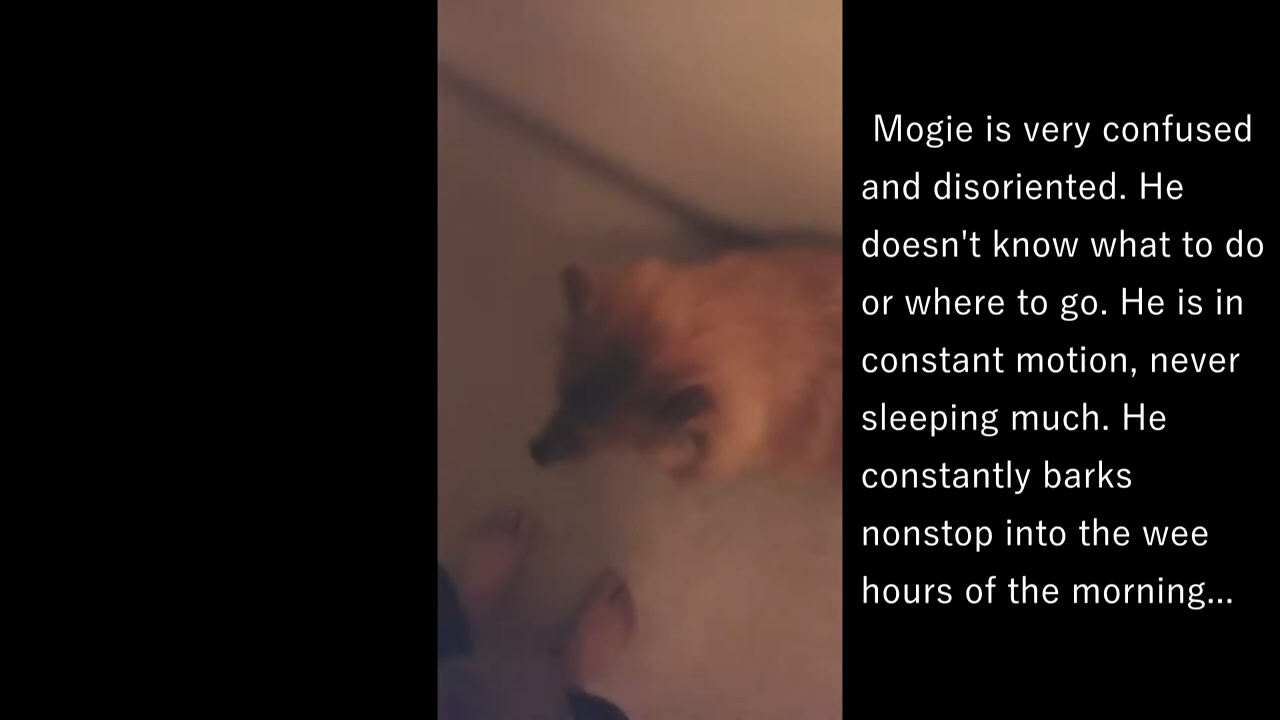 Mogie is very confused
and disoriented. He
doesn't know what to do
or where to go. He is in
constant motion, never
sleeping much. He
constantly barks
nonstop into the wee
hours of the morning...